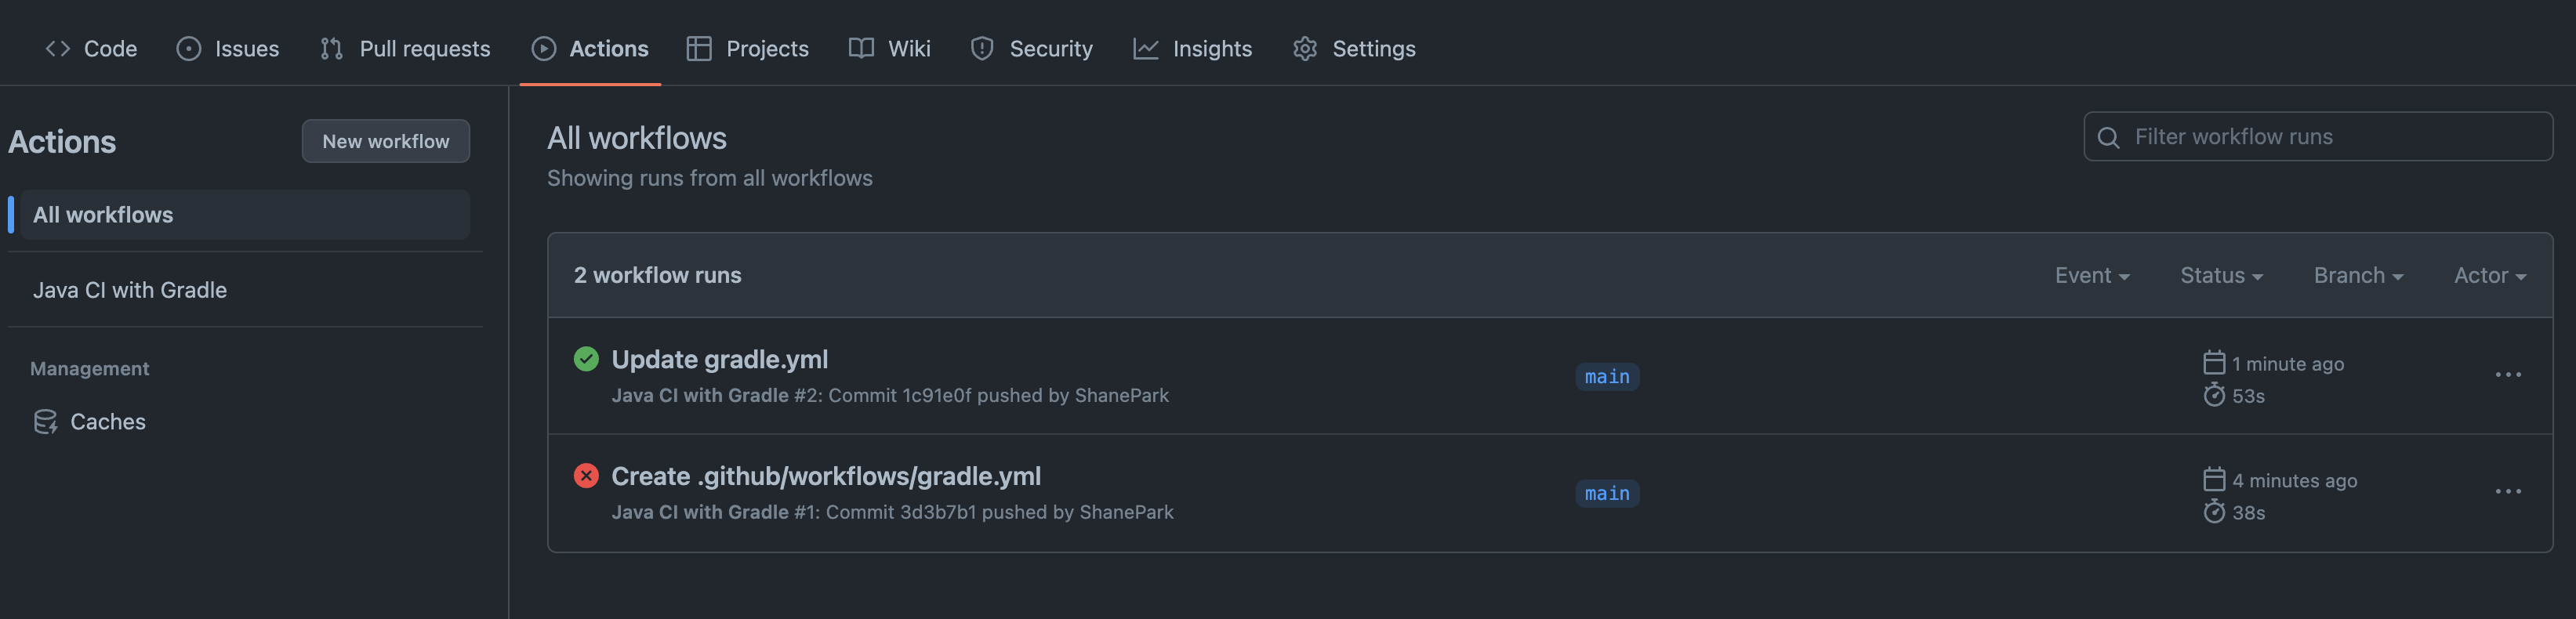 Code Issues Pull requests Actions Projects Wiki Security Insights Settings
Actions
New workflow
All workflows
Java CI with Gradle
Management
Caches
All workflows
Showing runs from all workflows
Filter workflow runs
2 workflow runs
Event Status Branch Actor
Update gradle.yml
Java CI with Gradle #2: Commit 1c91e0f pushed by ShanePark
main
1 minute ago
53s
Create .github/workflows/gradle.yml
Java CI with Gradle #1: Commit 3d3b7b1 pushed by ShanePark
main
4 minutes ago
38s